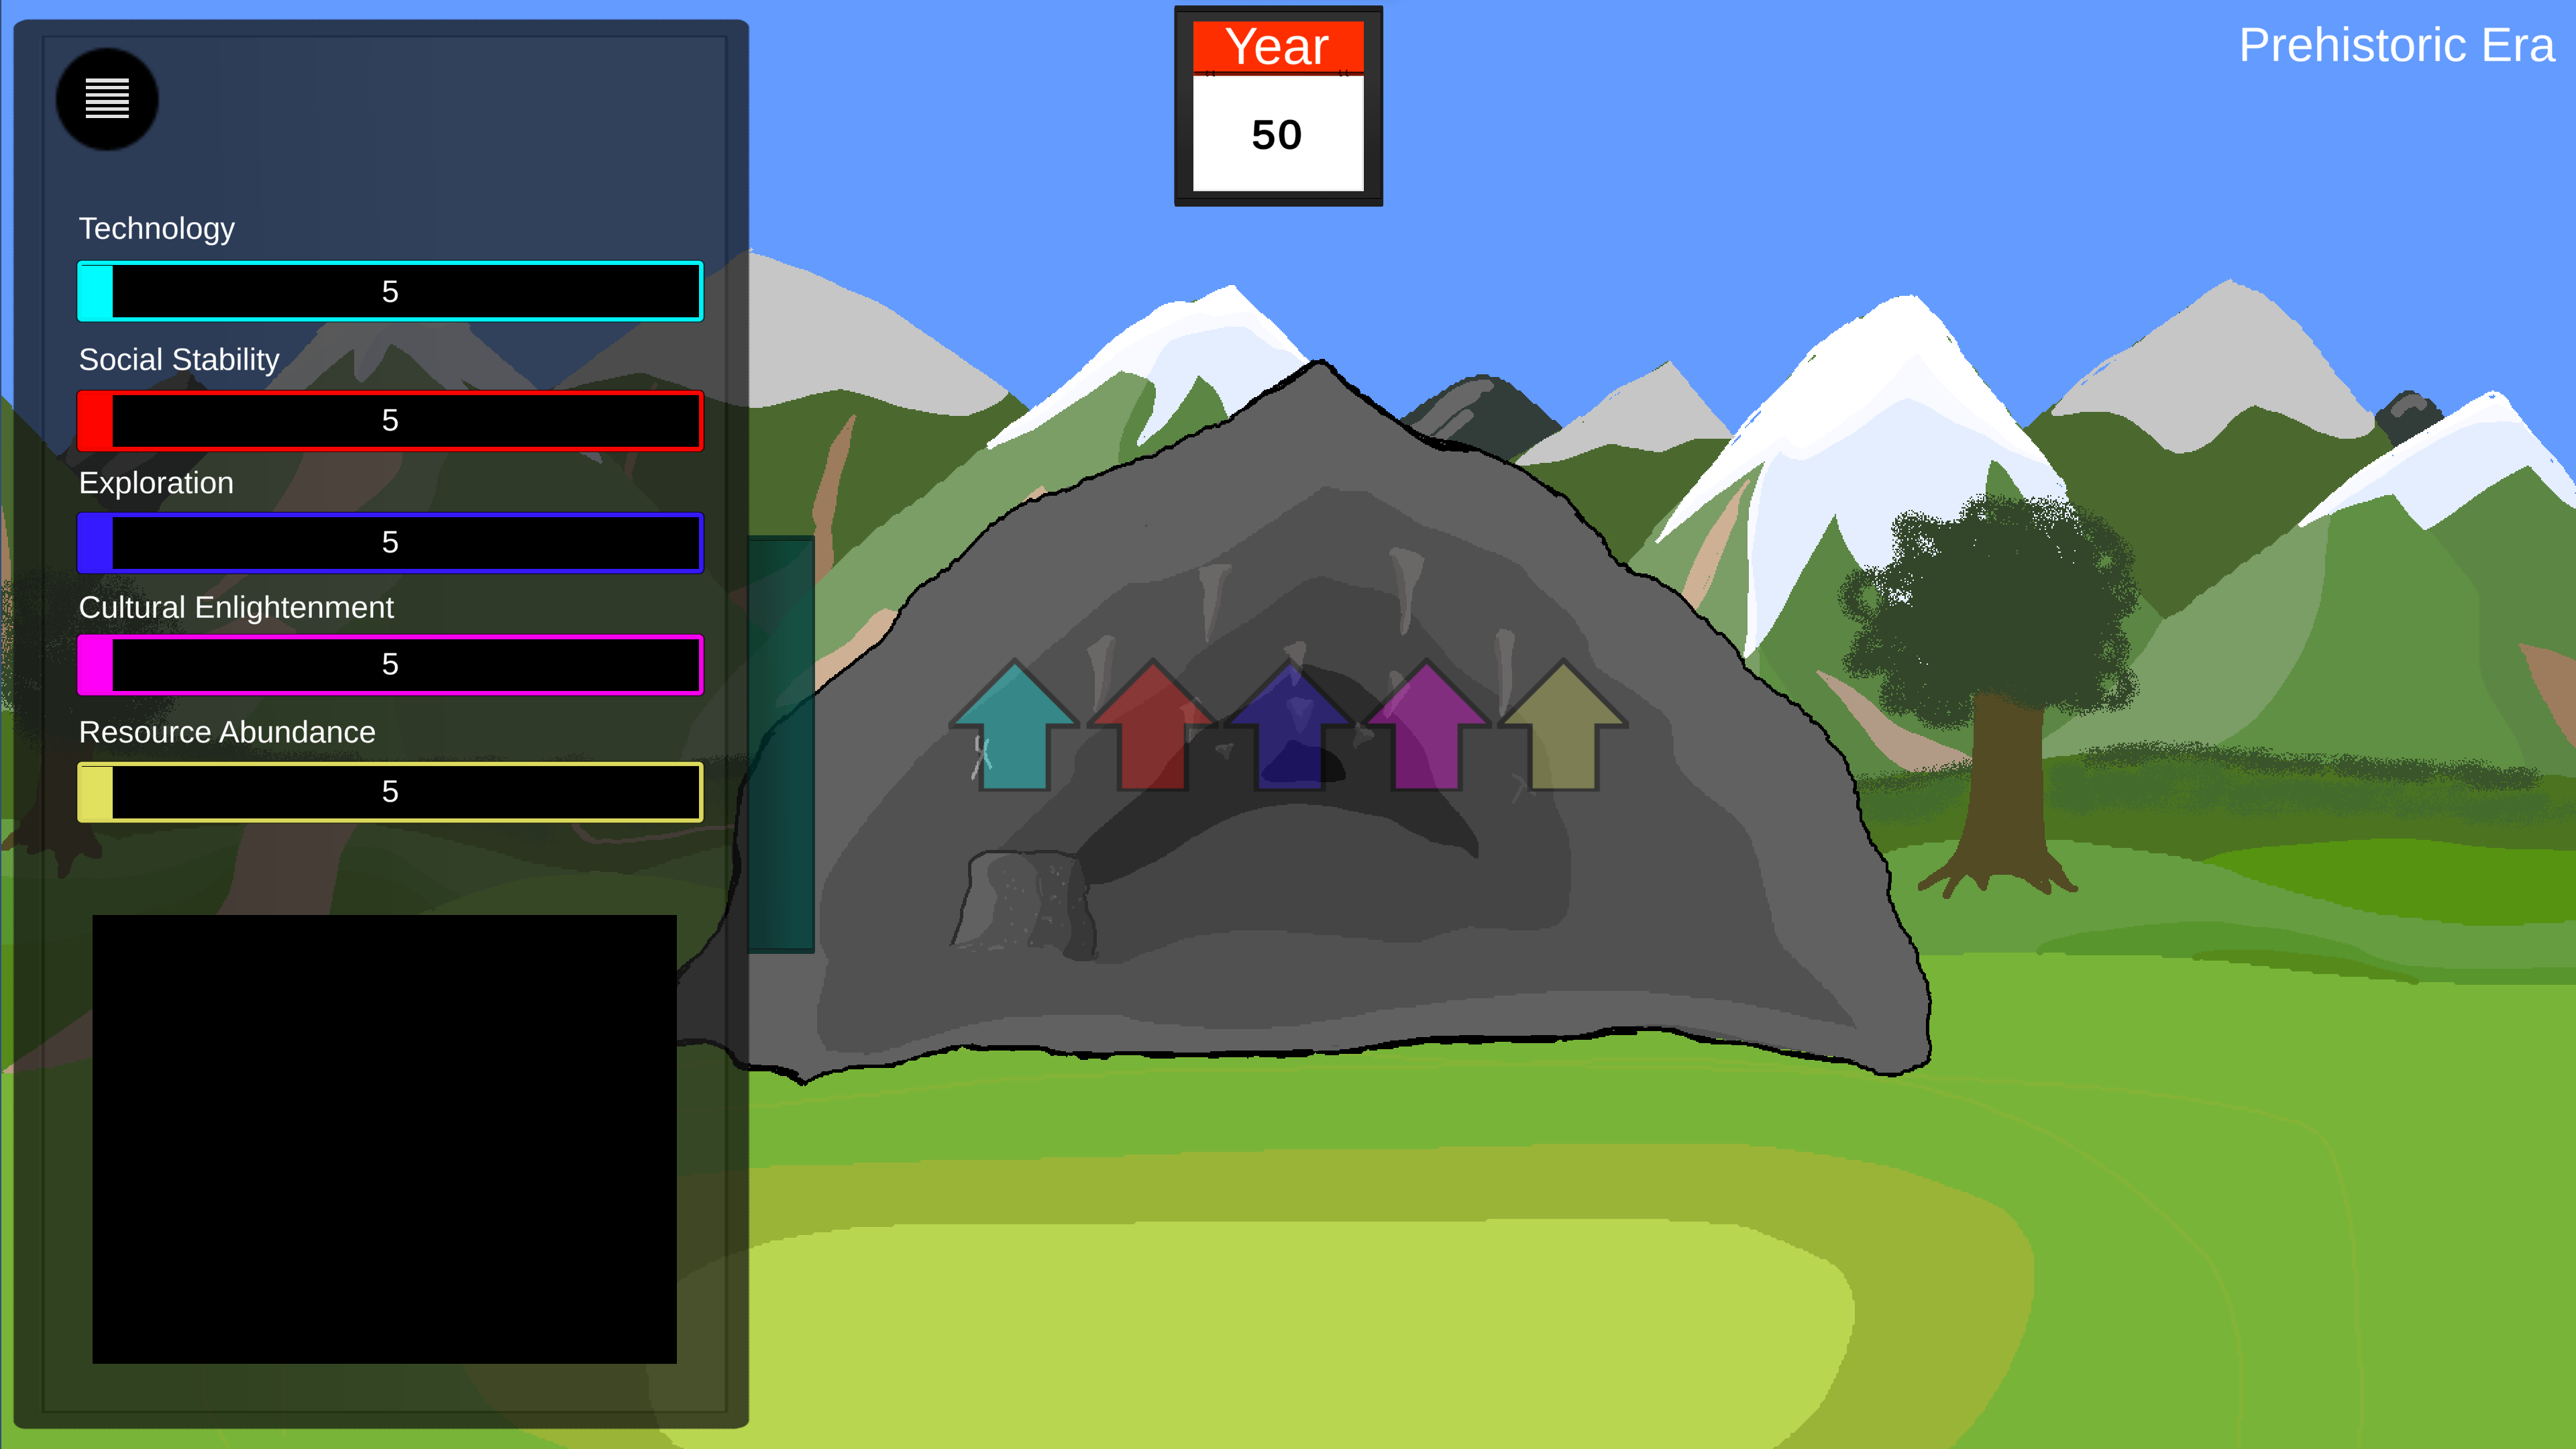 Year
50
Prehistoric Era
Technology
5
Social Stability
5
Exploration
5
Cultural Enlightenment
5
Resource Abundance
5